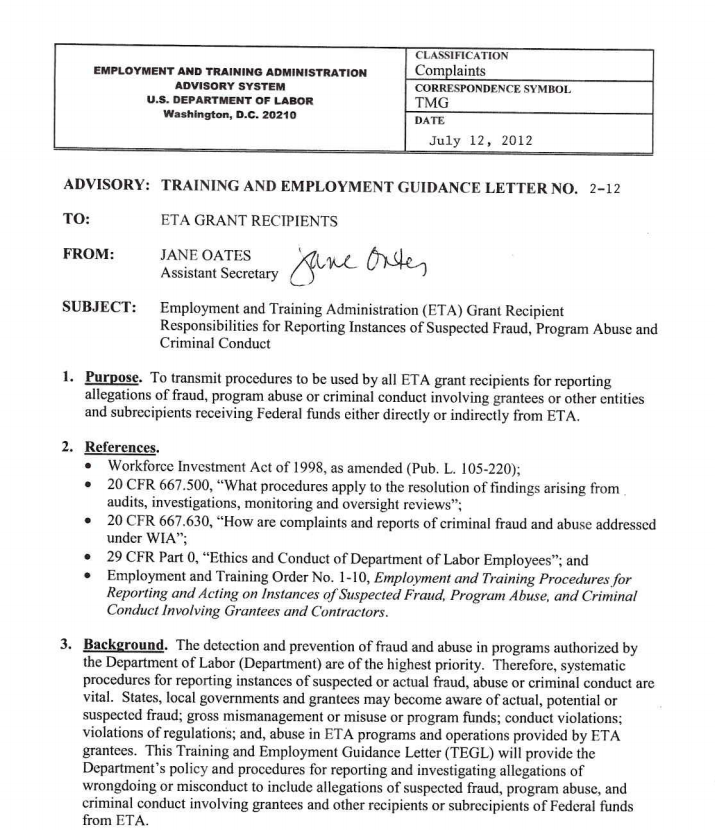 EMPLOYMENT AND TRAINING ADMINISTRATION
ADVISORY SYSTEM
U.S. DEPARTMENT OF LABOR
Washington, D.C. 20210
CLASSIFICATION
Complaints
CORRESPONDENCE SYMBOL
TMG
DATE
July 12, 2012
ADVISORY: TRAINING AND EMPLOYMENT GUIDANCE LETTER NO. 2-12
TO: ETA GRANT RECIPIENTS
FROM: JANE OATES
Assistant Secretary
Jane Oates
SUBJECT: Employment and Training Administration (ETA) Grant Recipient
Responsibilities for Reporting Instances of Suspected Fraud, Program Abuse and
Criminal Conduct
1. Purpose. To transmit procedures to be used by all ETA grant recipients for reporting
allegations of fraud, program abuse or criminal conduct involving grantees or other entities
and subrecipients receiving Federal funds either directly or indirectly from ETA.
2. References.
• Workforce Investment Act of 1998, as amended (Pub. L. 105-220);
• 20 CFR 667.500, “What procedures apply to the resolution of findings arising from
audits, investigations, monitoring and oversight reviews”;
• 20 CFR 667.630, “How are complaints and reports of criminal fraud and abuse addressed
under WIA”;
• 29 CFR Part 0, “Ethics and Conduct of Department of Labor Employees”; and
• Employment and Training Order No. 1-10, Employment and Training Procedures for
Reporting and Acting on Instances of Suspected Fraud, Program Abuse, and Criminal
Conduct Involving Grantees and Contractors.
3. Background. The detection and prevention of fraud and abuse in programs authorized by
the Department of Labor (Department) are of the highest priority. Therefore, systematic
procedures for reporting instances of suspected or actual fraud, abuse or criminal conduct are
vital. States, local governments and grantees may become aware of actual, potential or
suspected fraud; gross mismanagement or misuse or program funds; conduct violations;
violations of regulations; and, abuse in ETA programs and operations provided by ETA
grantees. This Training and Employment Guidance Letter (TEGL) will provide the
Department’s policy and procedures for reporting and investigating allegations of
wrongdoing or misconduct to include allegations of suspected fraud, program abuse, and
criminal conduct involving grantees and other recipients or subrecipients of Federal funds
from ETA.